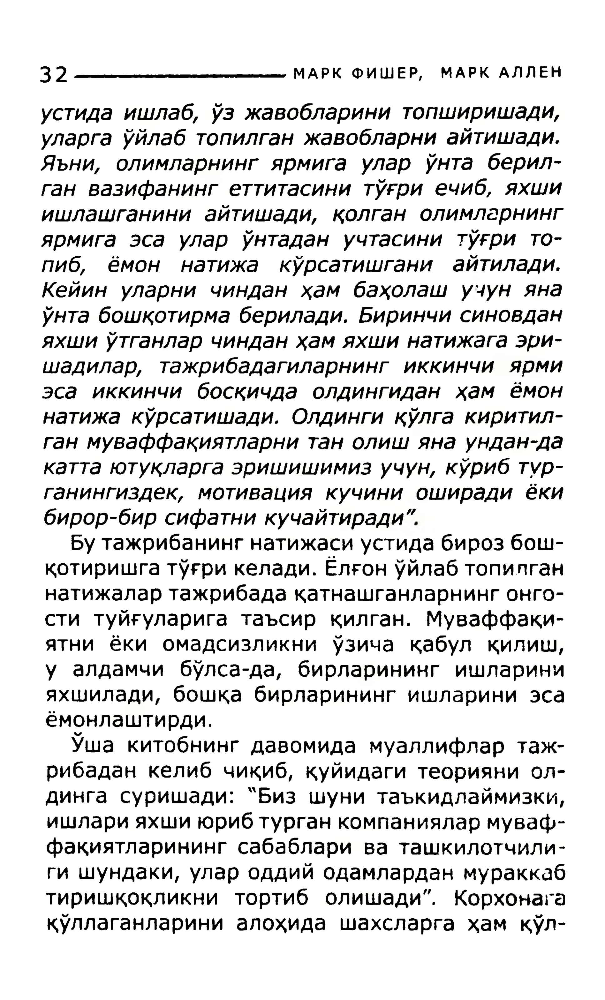 32 МАРК ФИШЕР, МАРК АЛЛЕН
устида ишлаб, ўз жавобларини топширишади,
уларга ўйлаб топилган жавобларни айтишади.
Яъни, олимларнинг ярмига улар ўнта берил-
ган вазифанинг еттитасини тўғри ечиб, яхши
ишлашганини айтишади, қолган олимларнинг
ярмига эса улар ўнтадан учтасини тўғри то-
пиб, ёмон натижа кўрсатишгани айтилади.
Кейин уларни чиндан ҳам баҳолаш учун яна
ўнта бошқотирма берилади. Биринчи синовдан
яхши ўтганлар чиндан ҳам яхши натижага эри-
шадилар, тажрибадагиларнинг иккинчи ярми
эса иккинчи босқичда олдингидан ҳам ёмон
натижа кўрсатишади. Олдинги қўлга киритил-
ган муваффақиятларни тан олиш яна ундан-да
катта ютуқларга эришишимиз учун, кўриб тур-
ганингиздек, мотивация кучини оширади ёки
бирор-бир сифатни кучайтиради".
Бу тажрибанинг натижаси устида бироз бош-
қотиришга тўғри келади. Ёлғон ўйлаб топилган
натижалар тажрибада қатнашганларнинг онго-
сти туйғуларига таъсир қилган. Муваффақи-
ятни ёки омадсизликни ўзича қабул қилиш,
у алдамчи бўлса-да, бирларининг ишларини
яхшилади, бошқа бирларининг ишларини эса
ёмонлаштирди.
Ўша китобнинг давомида муаллифлар таж-
рибадан келиб чиқиб, қуйидаги теорияни ол-
динга суришади: "Биз шуни таъкидлаймизки,
ишлари яхши юриб турган компаниялар муваф-
фақиятларининг сабаблари ва ташкилотчили-
ги шундаки, улар оддий одамлардан мураккаб
тиришқоқликни тортиб олишади". Корхонага
қўллаганларини алоҳида шахсларга ҳам қўл-